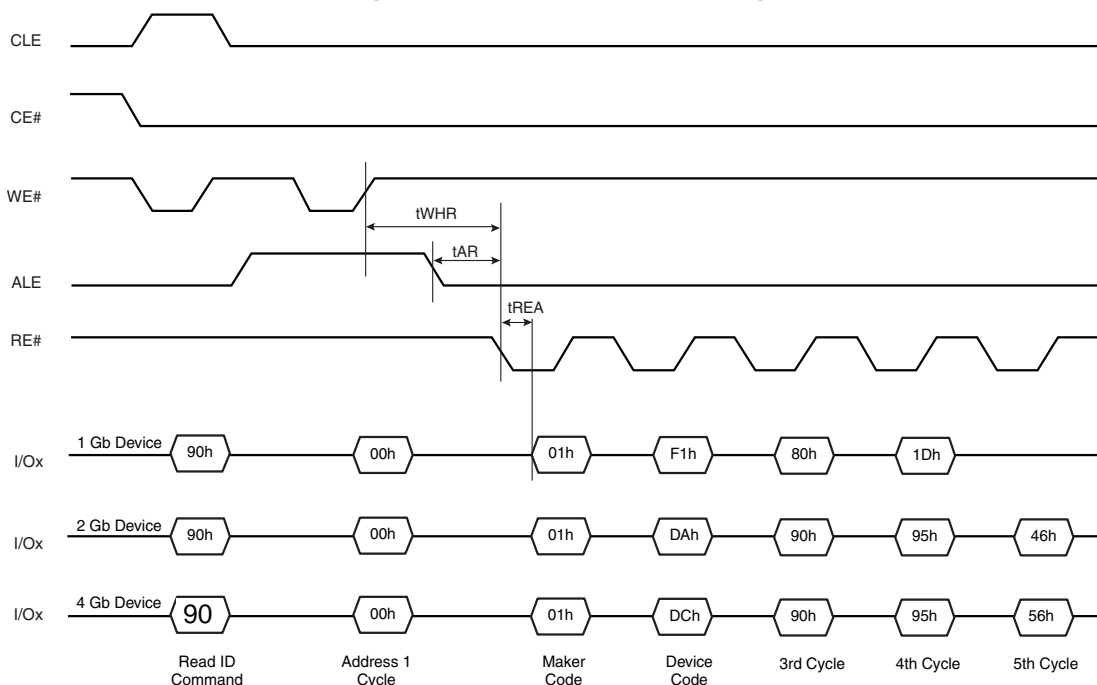 CLE
CE#
WE#
tWHR
tAR
ALE
tREA
RE#
1 Gb Device
I/Ox 90h 00h 01h F1h 80h 1Dh
2 Gb Device
I/Ox 90h 00h 01h DAh 90h 95h 46h
4 Gb Device
I/Ox 90 00h 01h DCh 90h 95h 56h
Read ID Address 1 Maker Device 3rd Cycle 4th Cycle 5th Cycle
Command Cycle Code Code